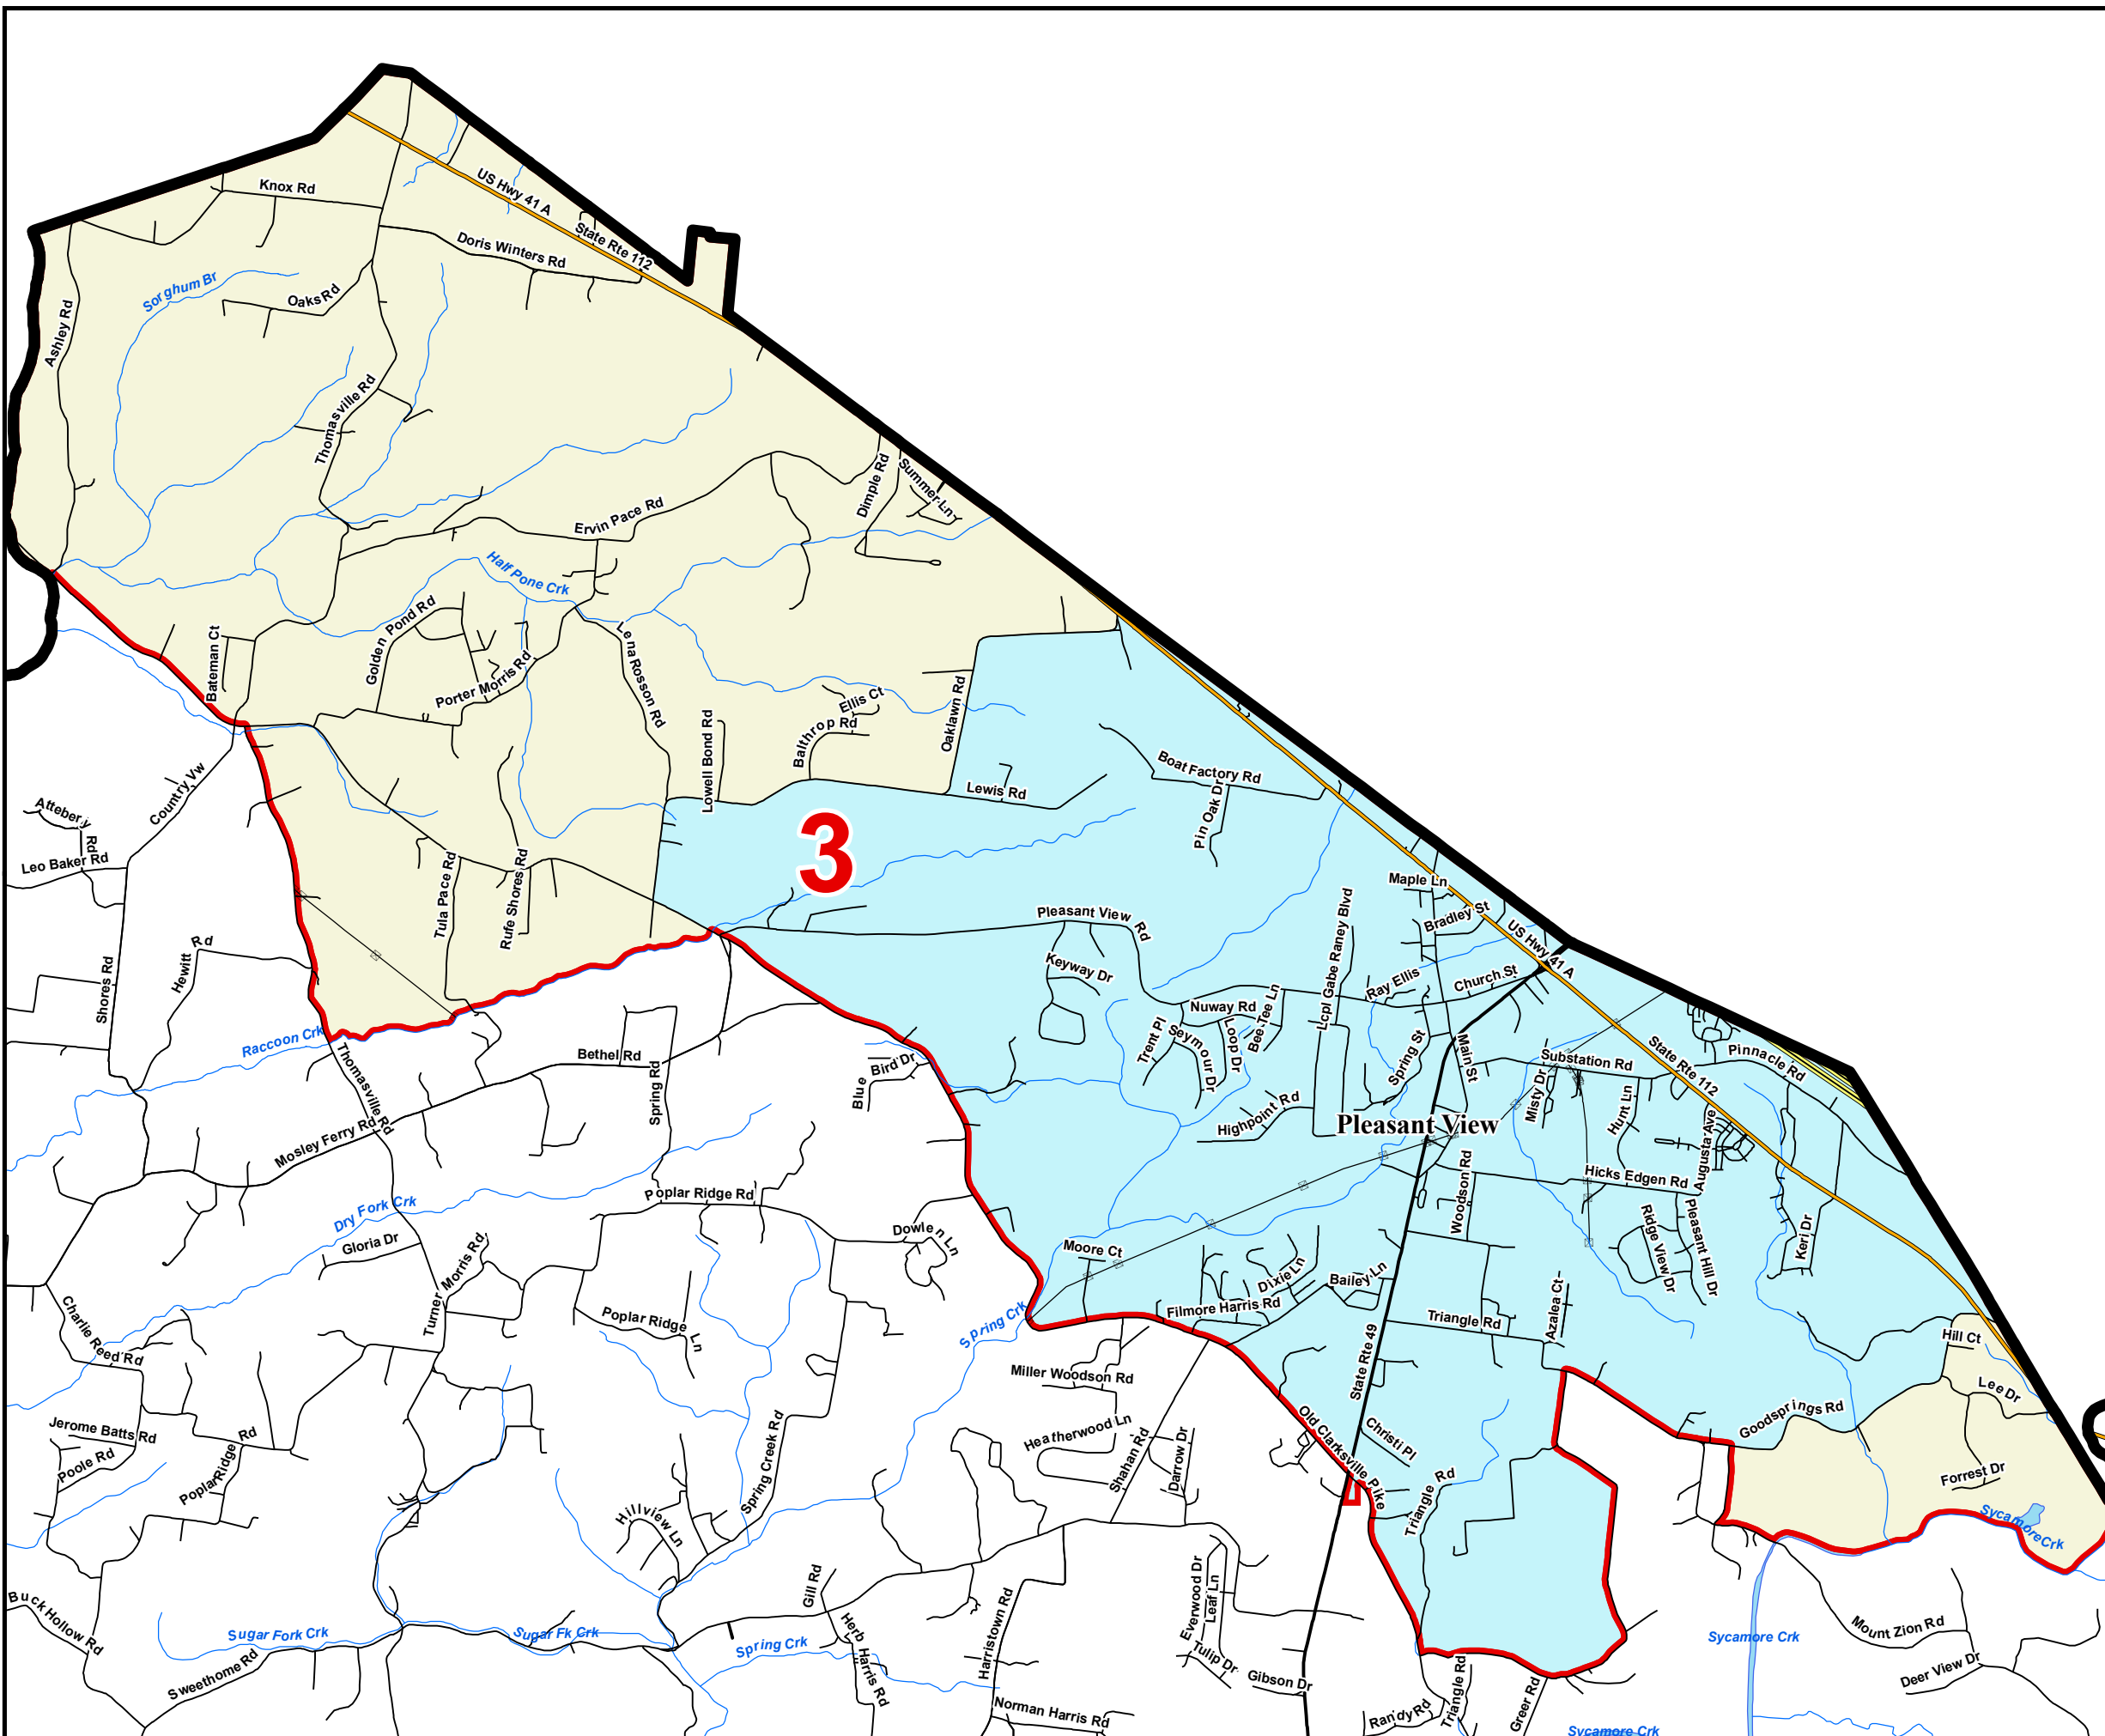 Knox Rd
US Hwy 41 A
State Rte 112
Doris Winters Rd
Sorghum Br
Oaks Rd
Ashley Rd
Thomasville Rd
Dimple Rd
Summer Ln
Ervin Pace Rd
Half Pone Crk
Golden Pond Rd
Bateman Ct
Lena Rosson Rd
Porter Morris Rd
Ellis Ct
Balthrop Rd
Oaklawn Rd
Lowell Bond Rd
Lewis Rd
Boat Factory Rd
Pin Oak Dr
Country Vw
Attebery Rd
Leo Baker Rd
3
Tula Pace Rd
Rufe Shores Rd
Maple Ln
Bradley St
US Hwy 41 A
Pleasant View Rd
Lcpl Gabe Raney Blvd
Keyway Dr
Ray Ellis
Church St
Hewitt Rd
Shores Rd
Nuway Rd
Bee Tee Ln
Loop Dr
Trent Pl
Seymour Dr
Spring St
Main St
Substation Rd
State Rte 112
Pinnacle Rd
Misty Dr
Hunt Ln
Raccoon Crk
Thomasville Rd
Bethel Rd
Spring Rd
Blue Bird Dr
Highpoint Rd
Pleasant View
Augusta Ave
Mosley Ferry Rd
Hicks Edgen Rd
Woodson Rd
Poplar Ridge Rd
Dry Fork Crk
Gloria Dr
Dowlen Ln
Moore Ct
Ridge View Dr
Pleasant Hill Dr
Keri Dr
Turner Morris Rd
Dixie Ln
Bailey Ln
Filmore Harris Rd
Triangle Rd
Azalea Ct
Charlie Reed Rd
Poplar Ridge Ln
Spring Crk
Hill Ct
State Rte 49
Miller Woodson Rd
Lee Dr
Jerome Batts Rd
Poole Rd
Poplar Ridge Rd
Spring Creek Rd
Heatherwood Ln
Shahan Rd
Darrow Dr
Old Clarksville Pike
Christi Pl
Goodsprings Rd
Forrest Dr
Triangle Rd
Hillview Ln
Sycamore Crk
Buck Hollow Rd
Gill Rd
Everwood Dr
Leaf Ln
Sugar Fork Crk
Sugar Fk Crk
Spring Crk
Herb Harris Rd
Harristown Rd
Tulip Dr
Gibson Dr
Mount Zion Rd
Sycamore Crk
Deer View Dr
Sweethome Rd
Norman Harris Rd
Randy Rd
Triangle Rd
Greer Rd
Sycamore Crk